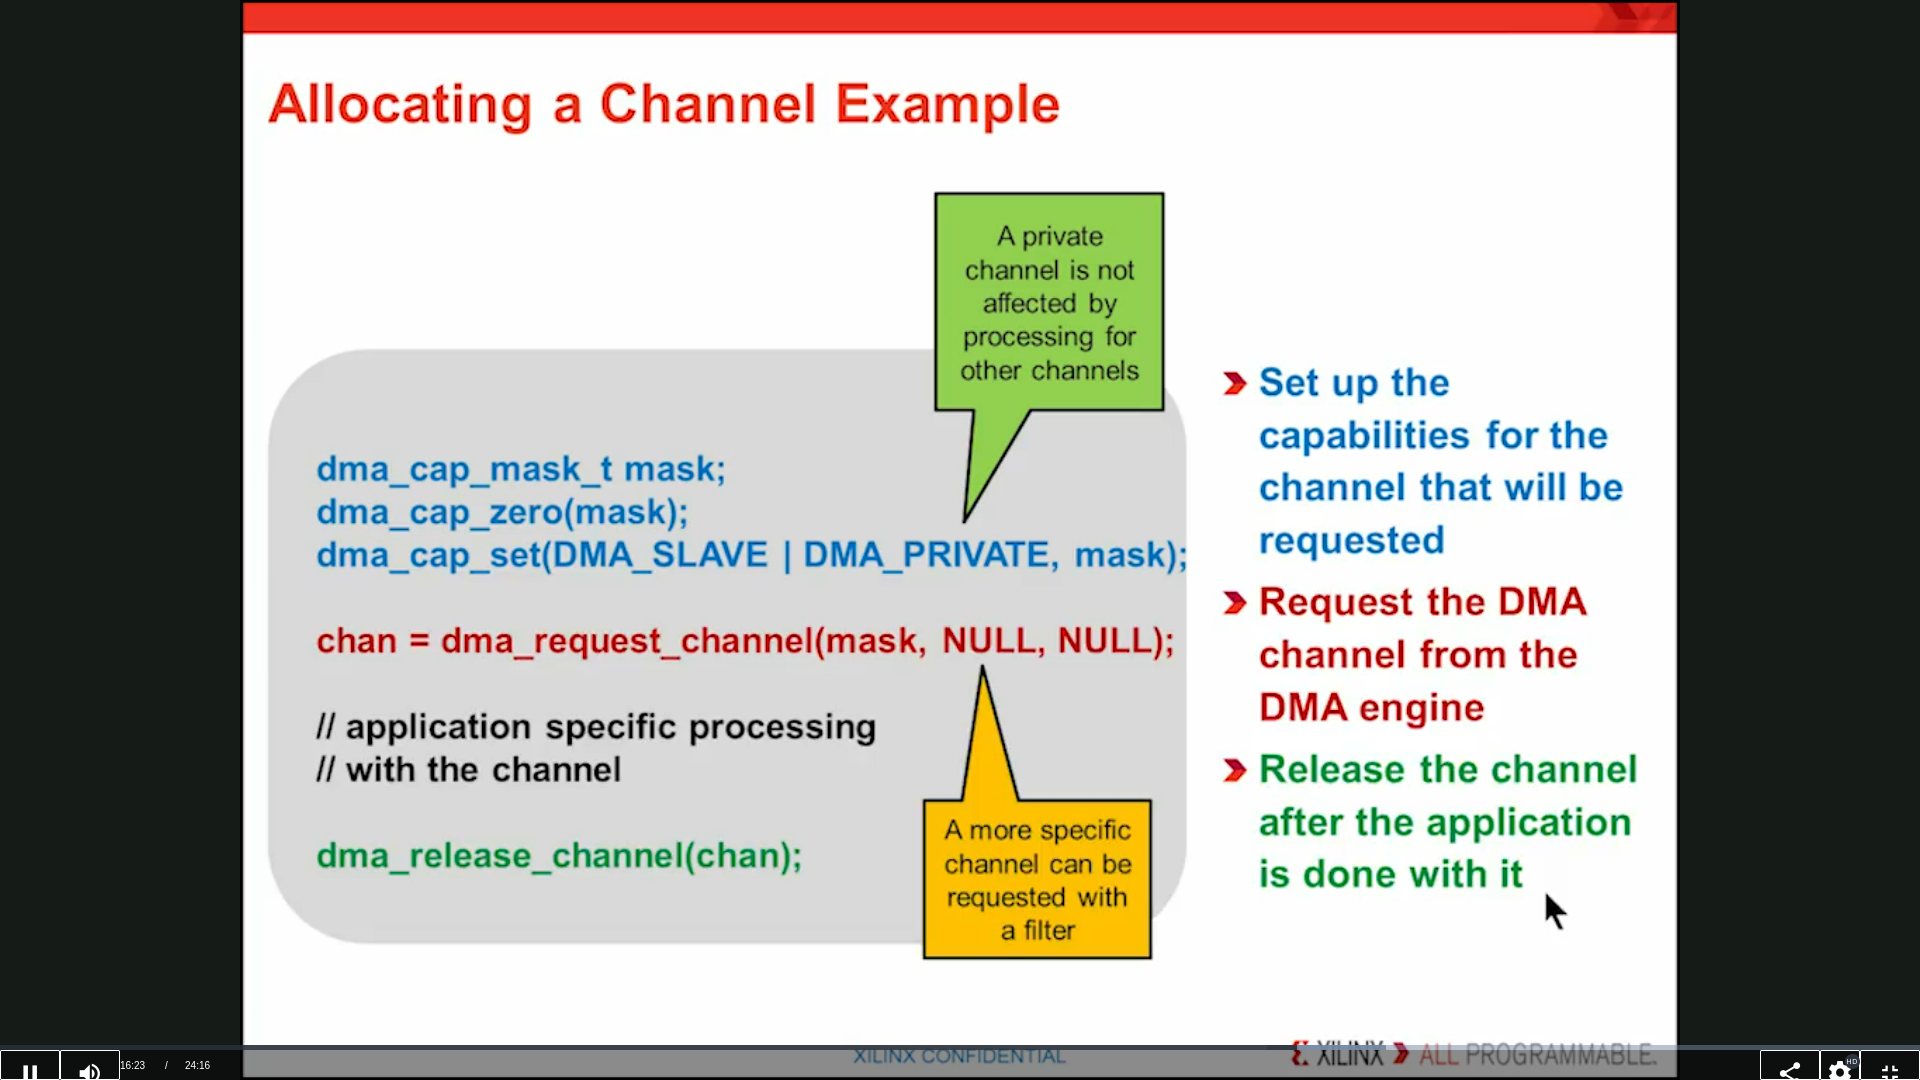 Allocating a Channel Example
A private
channel is not
affected by
processing for
other channels
dma_cap_mask_t mask;
dma_cap_zero(mask);
dma_cap_set(DMA_SLAVE | DMA_PRIVATE, mask);
chan = dma_request_channel(mask, NULL, NULL);
// application specific processing
// with the channel
dma_release_channel(chan);
A more specific
channel can be
requested with
a filter
Set up the
capabilities for the
channel that will be
requested
Request the DMA
channel from the
DMA engine
Release the channel
after the application
is done with it
XILINX CONFIDENTIAL
XILINX ALL PROGRAMMABLE.
16:23 / 24:16
HD